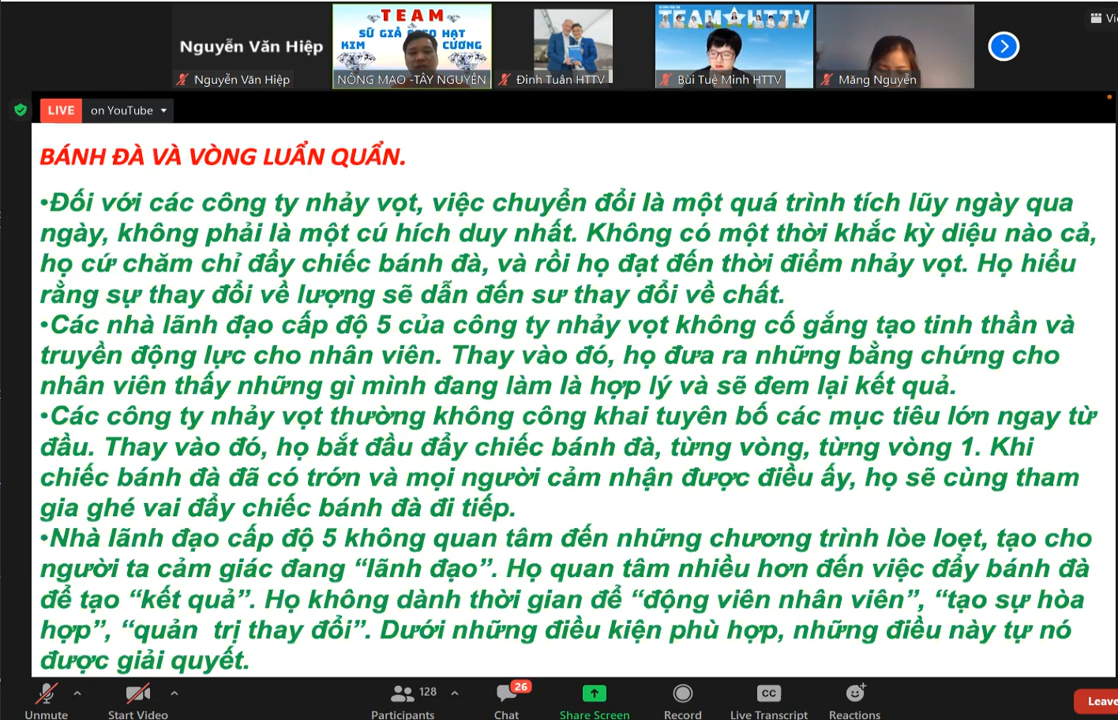 Vi
Nguyễn Văn Hiệp
Nguyễn Văn Hiệp
TEAM
SỨ GIẢ GIEO HẠT
KIM CƯƠNG
NÔNG MẠO -TÂY NGUYÊN
Đinh Tuân HTTV
TEAM HTTV
Bùi Tuệ Minh HTTV
Măng Nguyễn
LIVE on YouTube
BÁNH ĐÀ VÀ VÒNG LUẨN QUẨN.
•Đối với các công ty nhảy vọt, việc chuyển đổi là một quá trình tích lũy ngày qua
ngày, không phải là một cú hích duy nhất. Không có một thời khắc kỳ diệu nào cả,
họ cứ chăm chỉ đẩy chiếc bánh đà, và rồi họ đạt đến thời điểm nhảy vọt. Họ hiểu
rằng sự thay đổi về lượng sẽ dẫn đến sư thay đổi về chất.
•Các nhà lãnh đạo cấp độ 5 của công ty nhảy vọt không cố gắng tạo tinh thần và
truyền động lực cho nhân viên. Thay vào đó, họ đưa ra những bằng chứng cho
nhân viên thấy những gì mình đang làm là hợp lý và sẽ đem lại kết quả.
•Các công ty nhảy vọt thường không công khai tuyên bố các mục tiêu lớn ngay từ
đầu. Thay vào đó, họ bắt đầu đẩy chiếc bánh đà, từng vòng, từng vòng 1. Khi
chiếc bánh đà đã có trớn và mọi người cảm nhận được điều ấy, họ sẽ cùng tham
gia ghé vai đẩy chiếc bánh đà đi tiếp.
•Nhà lãnh đạo cấp độ 5 không quan tâm đến những chương trình lòe loẹt, tạo cho
người ta cảm giác đang “lãnh đạo”. Họ quan tâm nhiều hơn đến việc đẩy bánh đà
để tạo “kết quả”. Họ không dành thời gian để “động viên nhân viên”, “tạo sự hòa
hợp”, “quản  trị thay đổi”. Dưới những điều kiện phù hợp, những điều này tự nó
được giải quyết.
128
26
CC
Unmute
Start Video
Participants
Chat
Share Screen
Record
Live Transcript
Reactions
Leave